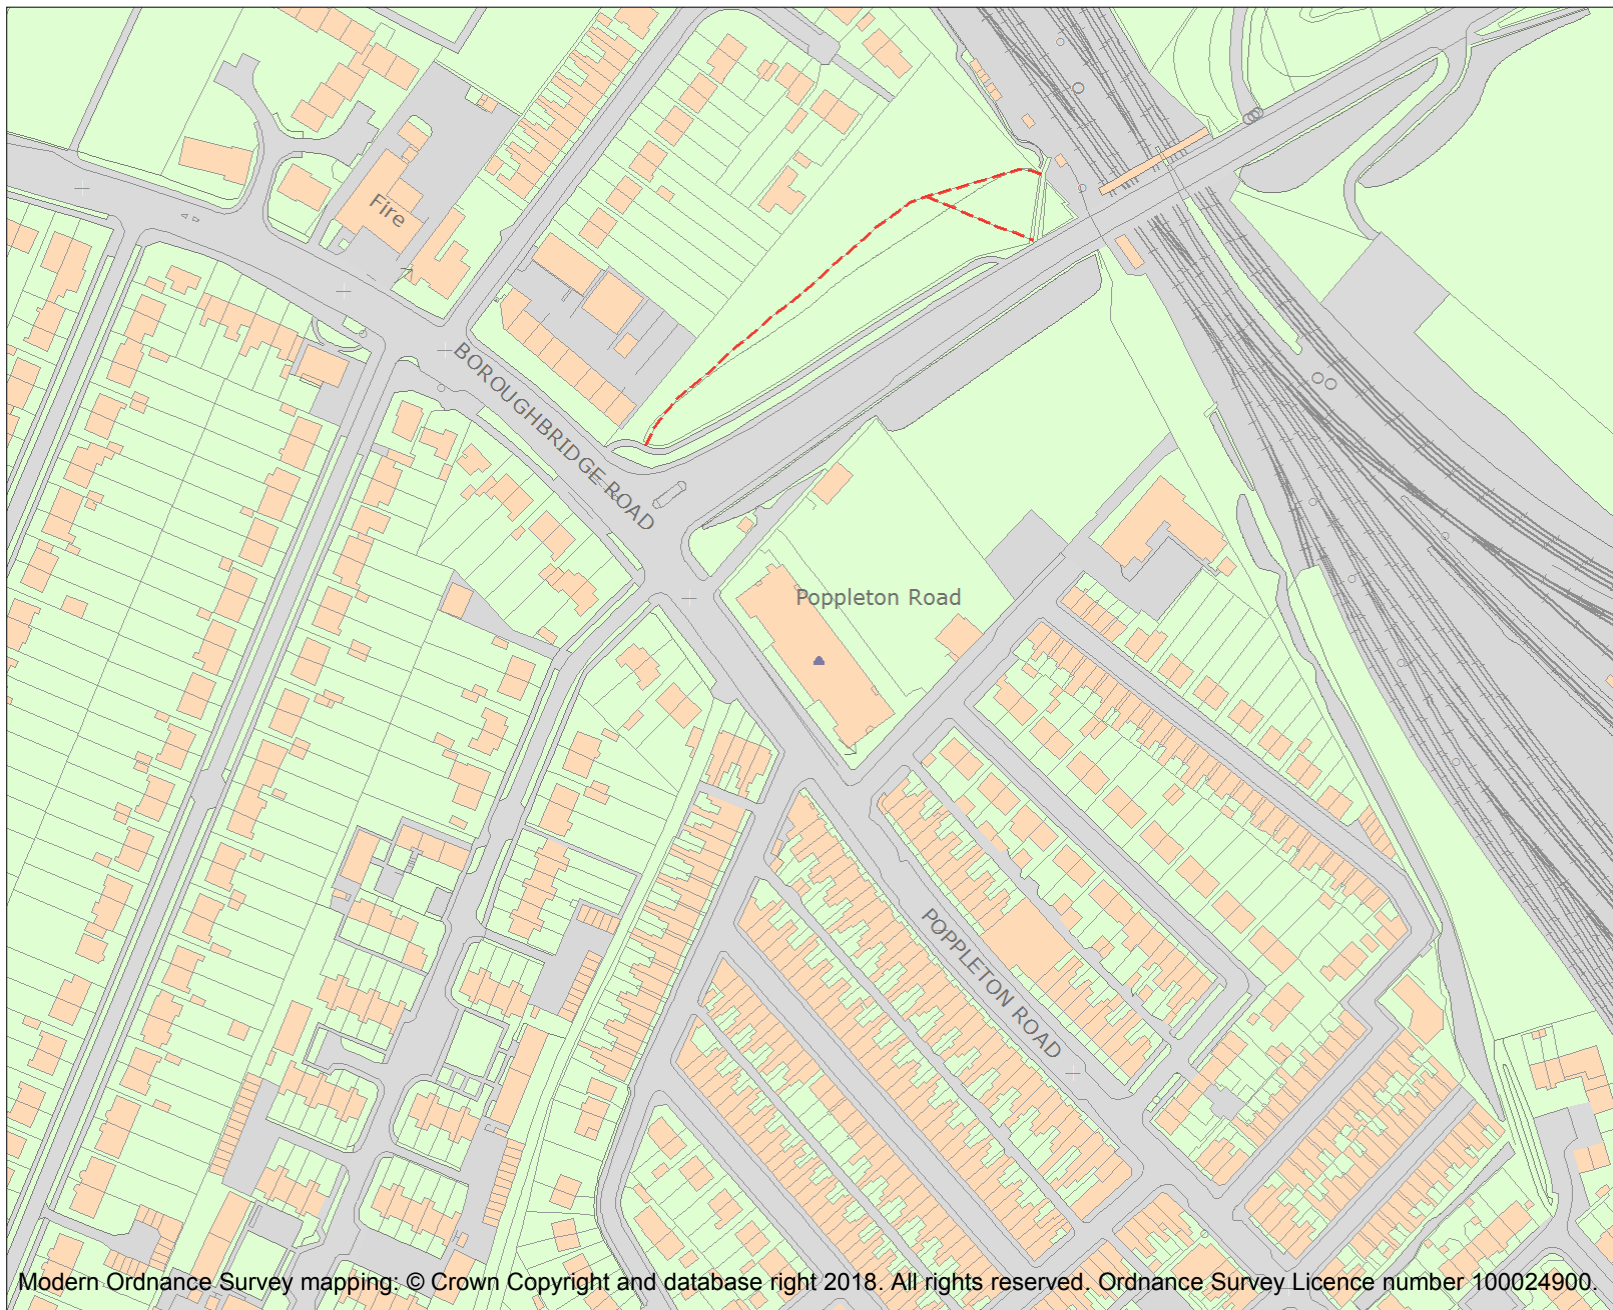 Fire
BOROUGHBRIDGE ROAD
Poppleton Road
POPPLETON ROAD
Modern Ordnance Survey mapping: © Crown Copyright and database right 2018. All rights reserved. Ordnance Survey Licence number 100024900.